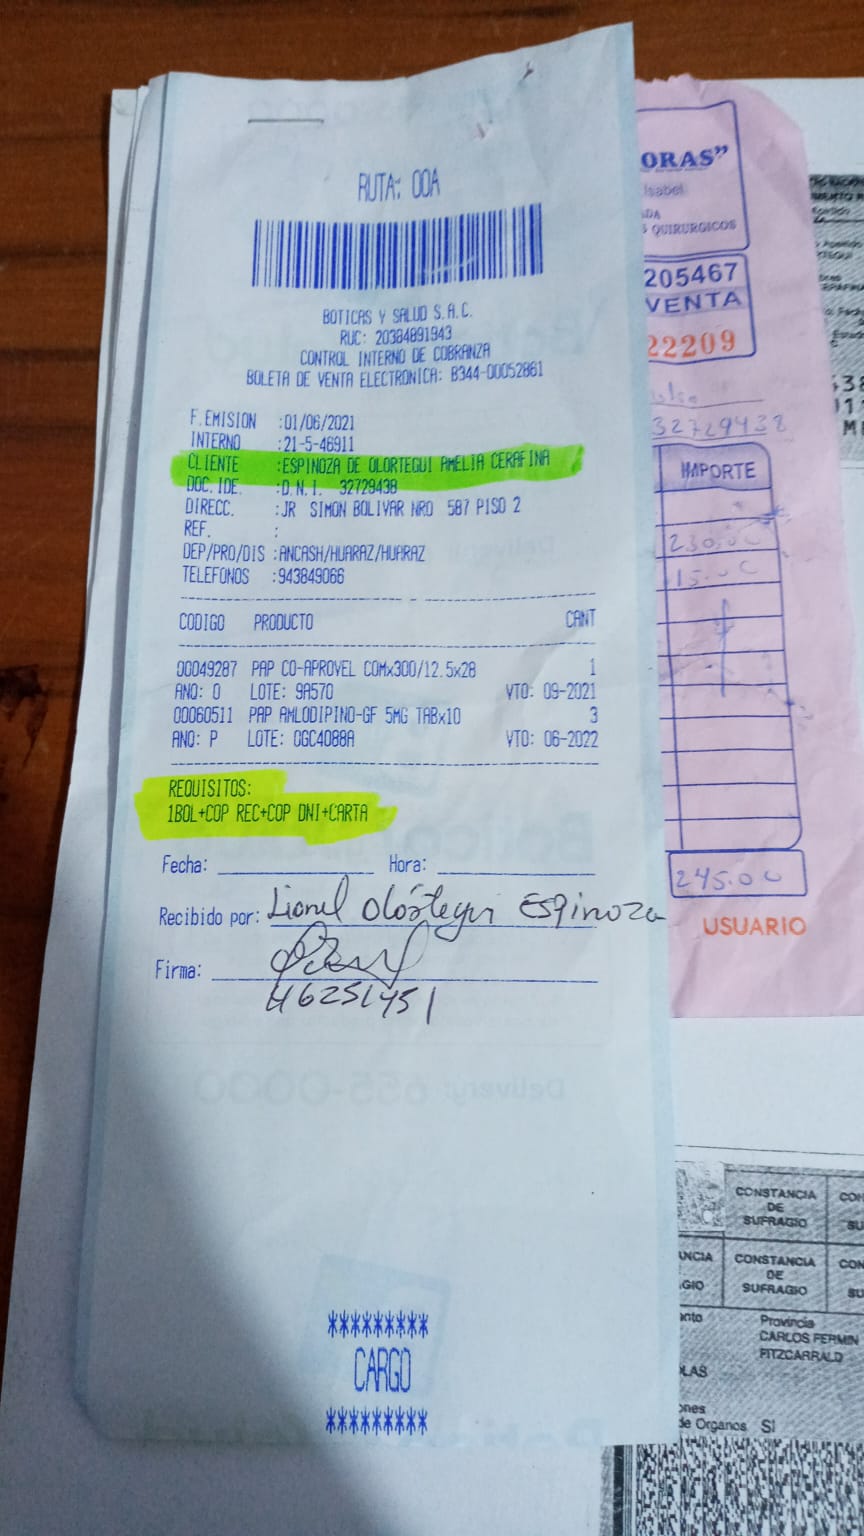 RUTA: 00A
BOTICAS Y SALUD S.A.C.
RUC: 20384891943
CONTROL INTERNO DE COBRANZA
BOLETA DE VENTA ELECTRONICA: B344-00052861
F.EMISION :01/06/2021
INTERNO :21-5-46911
CLIENTE :ESPINOZA DE OLORTEGUI AMELIA CERAFINA
DOC.IDE. :D.N.I. 32729438
DIRECC. :JR SIMON BOLIVAR NRO 587 PISO 2
REF. :
DEP/PRO/DIS :ANCASH/HUARAZ/HUARAZ
TELEFONOS :943849066
CODIGO PRODUCTO CANT
00049287 PAP CO-APROVEL COMx300/12.5x28 1
ANQ: O LOTE: 9A570 VTO: 09-2021
00060511 PAP AMLODIPINO-GF 5MG TABx10 3
ANQ: P LOTE: OGC4088A VTO: 06-2022
REQUISITOS:
1BOL+COP REC+COP DNI+CARTA
Fecha: Hora:
Recibido por: Lionel Olórtegui Espinoza
Firma:
46251451
*********
CARGO
*********
ORAS"
Isabel
QUIRURGICOS
205467
VENTA
22209
32729438
IMPORTE
230.00
15.00
245.00
USUARIO
CONSTANCIA
DE
SUFRAGIO
CONSTANCIA
DE
SUFRAGIO
Provincia
CARLOS FERMIN
FITZCARRALD
de Organos SI